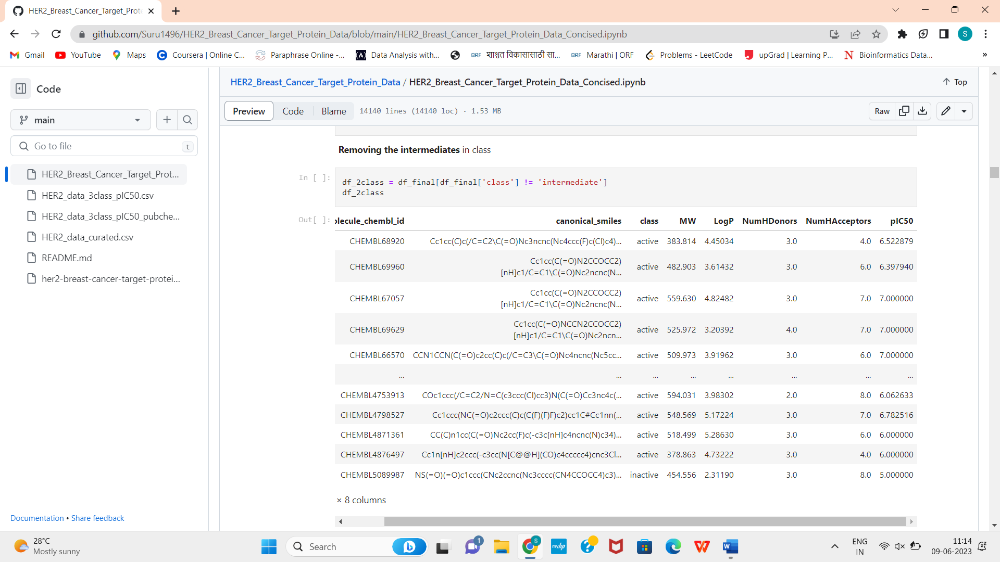 HER2_Breast_Cancer_Target_Prote
github.com/Suru1496/HER2_Breast_Cancer_Target_Protein_Data/blob/main/HER2_Breast_Cancer_Target_Protein_Data_Concised.ipynb
S
Gmail YouTube Maps Coursera | Online C... Paraphrase Online -... Data Analysis with... ORF शाश्वत विकासासाठी सा... ORF Marathi | ORF Problems - LeetCode upGrad | Learning P... N Bioinformatics Data... »
Code
HER2_Breast_Cancer_Target_Protein_Data / HER2_Breast_Cancer_Target_Protein_Data_Concised.ipynb
Top
main
Preview Code Blame 14140 lines (14140 loc) · 1.53 MB
Raw
Go to file t
HER2_Breast_Cancer_Target_Prot...
HER2_data_3class_pIC50.csv
HER2_data_3class_pIC50_pubche...
HER2_data_curated.csv
README.md
her2-breast-cancer-target-protei...
Documentation • Share feedback
Removing the intermediates in class
In [ ]:
df_2class = df_final[df_final['class'] != 'intermediate']
df_2class
Out[ ]:
olecule_chembl_id canonical_smiles class MW LogP NumHDonors NumHAcceptors pIC50
CHEMBL68920 Cc1cc(C)c(/C=C2\C(=O)Nc3ncnc(Nc4ccc(F)c(Cl)c4)... active 383.814 4.45034 3.0 4.0 6.522879
Cc1cc(C(=O)N2CCOCC2)
CHEMBL69960 [nH]c1/C=C1\C(=O)Nc2ncnc(N... active 482.903 3.61432 3.0 6.0 6.397940
Cc1cc(C(=O)N2CCOCC2)
CHEMBL67057 [nH]c1/C=C1\C(=O)Nc2ncnc(N... active 559.630 4.82482 3.0 7.0 7.000000
Cc1cc(C(=O)NCCN2CCOCC2)
CHEMBL69629 [nH]c1/C=C1\C(=O)Nc2ncn... active 525.972 3.20392 4.0 7.0 7.000000
CHEMBL66570 CCN1CCN(C(=O)c2cc(C)c(/C=C3\C(=O)Nc4ncnc(Nc5cc... active 509.973 3.91962 3.0 6.0 7.000000
... ... ... ... ... ... ... ...
CHEMBL4753913 COc1ccc(/C=C2/N=C(c3ccc(Cl)cc3)N(C(=O)Cc3nc4c(... active 594.031 3.98302 2.0 8.0 6.062633
CHEMBL4798527 Cc1ccc(NC(=O)c2ccc(C)c(C(F)(F)F)c2)cc1C#Cc1nn(... active 548.569 5.17224 3.0 7.0 6.782516
CHEMBL4871361 CC(C)n1cc(C(=O)Nc2cc(F)c(-c3c[nH]c4ncnc(N)c34)... active 518.499 5.28630 3.0 6.0 6.000000
CHEMBL4876497 Cc1n[nH]c2ccc(-c3cc(N[C@@H](CO)c4ccccc4)cnc3Cl... active 378.863 4.73222 3.0 4.0 6.000000
CHEMBL5089987 NS(=O)(=O)c1ccc(CNc2ccnc(Nc3cccc(CN4CCOCC4)c3)... inactive 454.556 2.31190 3.0 8.0 5.000000
× 8 columns
28°C
Mostly sunny
Search
1
S
myhp
ENG
IN
11:14
09-06-2023